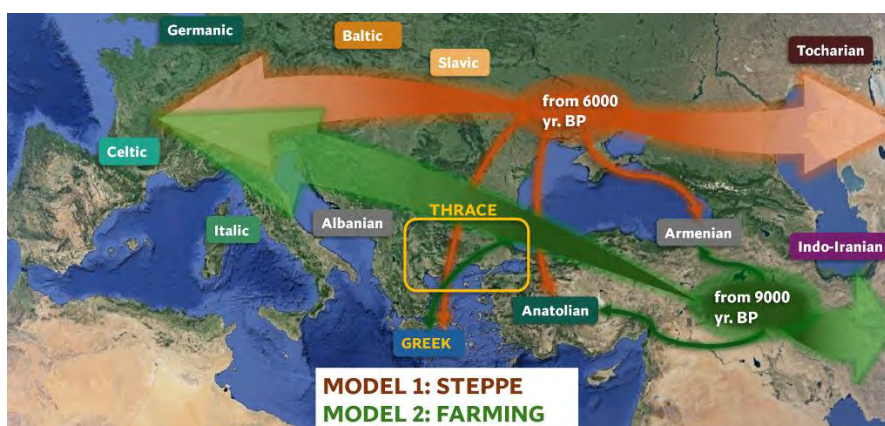 Germanic
Baltic
Slavic
Tocharian
from 6000
yr. BP
Celtic
THRACE
Italic
Albanian
Armenian
Indo-Iranian
from 9000
yr. BP
Anatolian
GREEK
MODEL 1: STEPPE
MODEL 2: FARMING